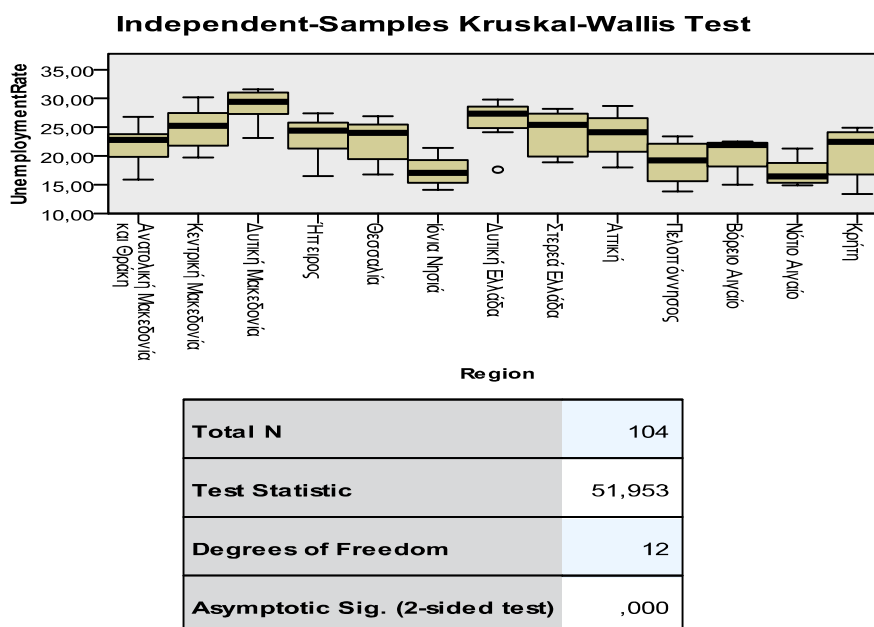 Independent-Samples Kruskal-Wallis Test
UnemploymentRate
35,00
30,00
25,00
20,00
15,00
10,00
Ανατολική Μακεδονία
και Θράκη
Κεντρική Μακεδονία
Δυτική Μακεδονία
Ήπειρος
Θεσσαλία
Ιόνια Νησιά
Δυτική Ελλάδα
Στερεά Ελλάδα
Αττική
Πελοπόννησος
Βόρειο Αιγαίο
Νότιο Αιγαίο
Κρήτη
Region
Total N 104
Test Statistic 51,953
Degrees of Freedom 12
Asymptotic Sig. (2-sided test) ,000